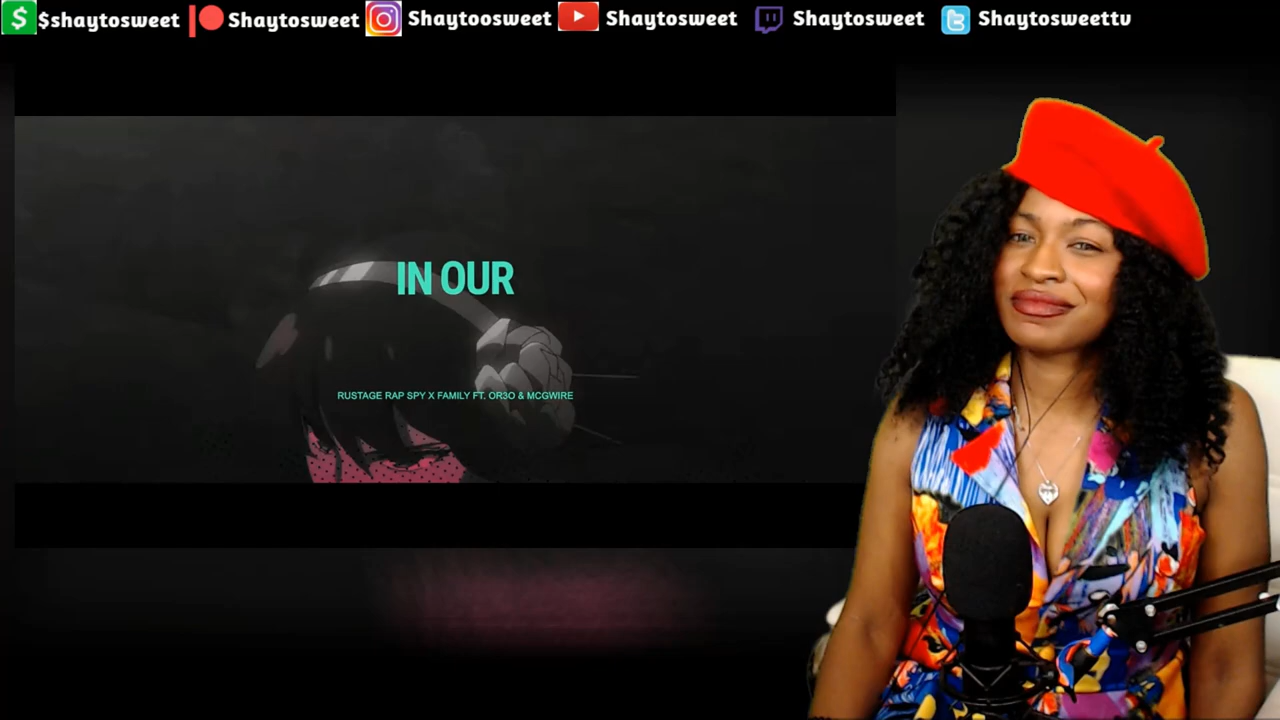 $shaytosweet Shaytosweet Shaytoosweet Shaytosweet Shaytosweet Shaytosweettv
IN OUR
RUSTAGE RAP SPY X FAMILY FT. OR3O & MCGWIRE